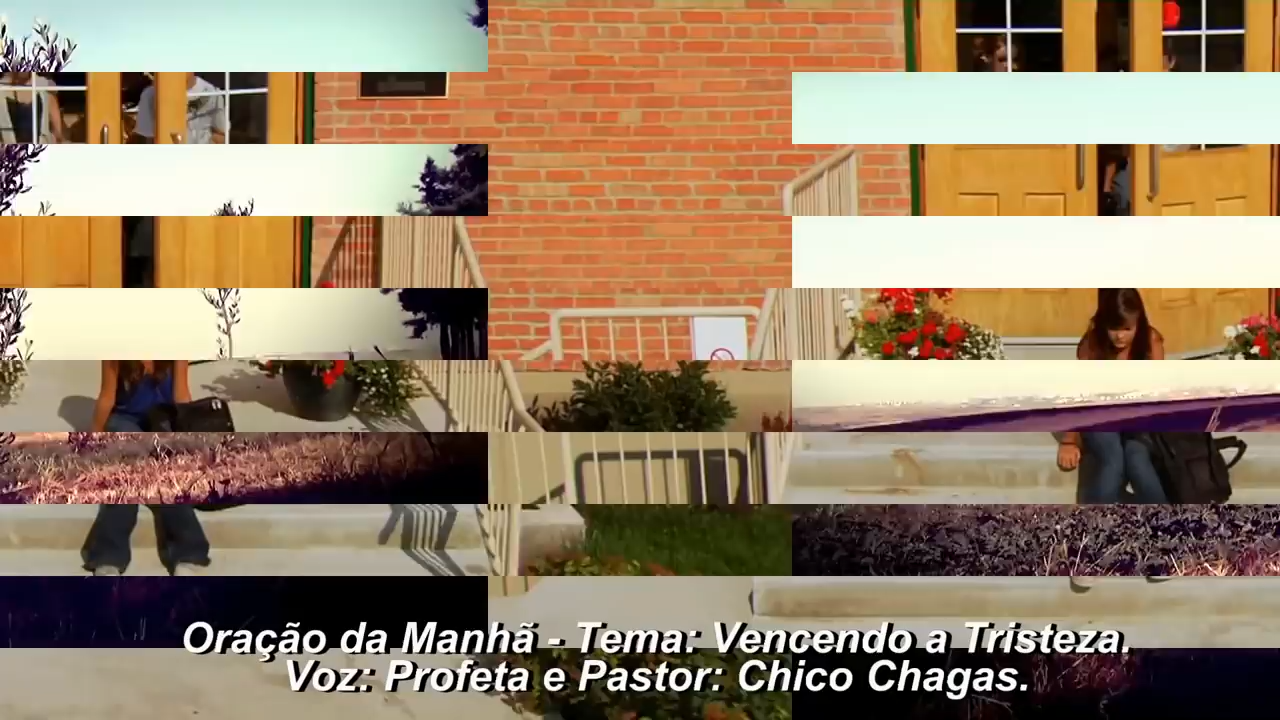 Oração da Manhã - Tema: Vencendo a Tristeza.
Voz: Profeta e Pastor: Chico Chagas.